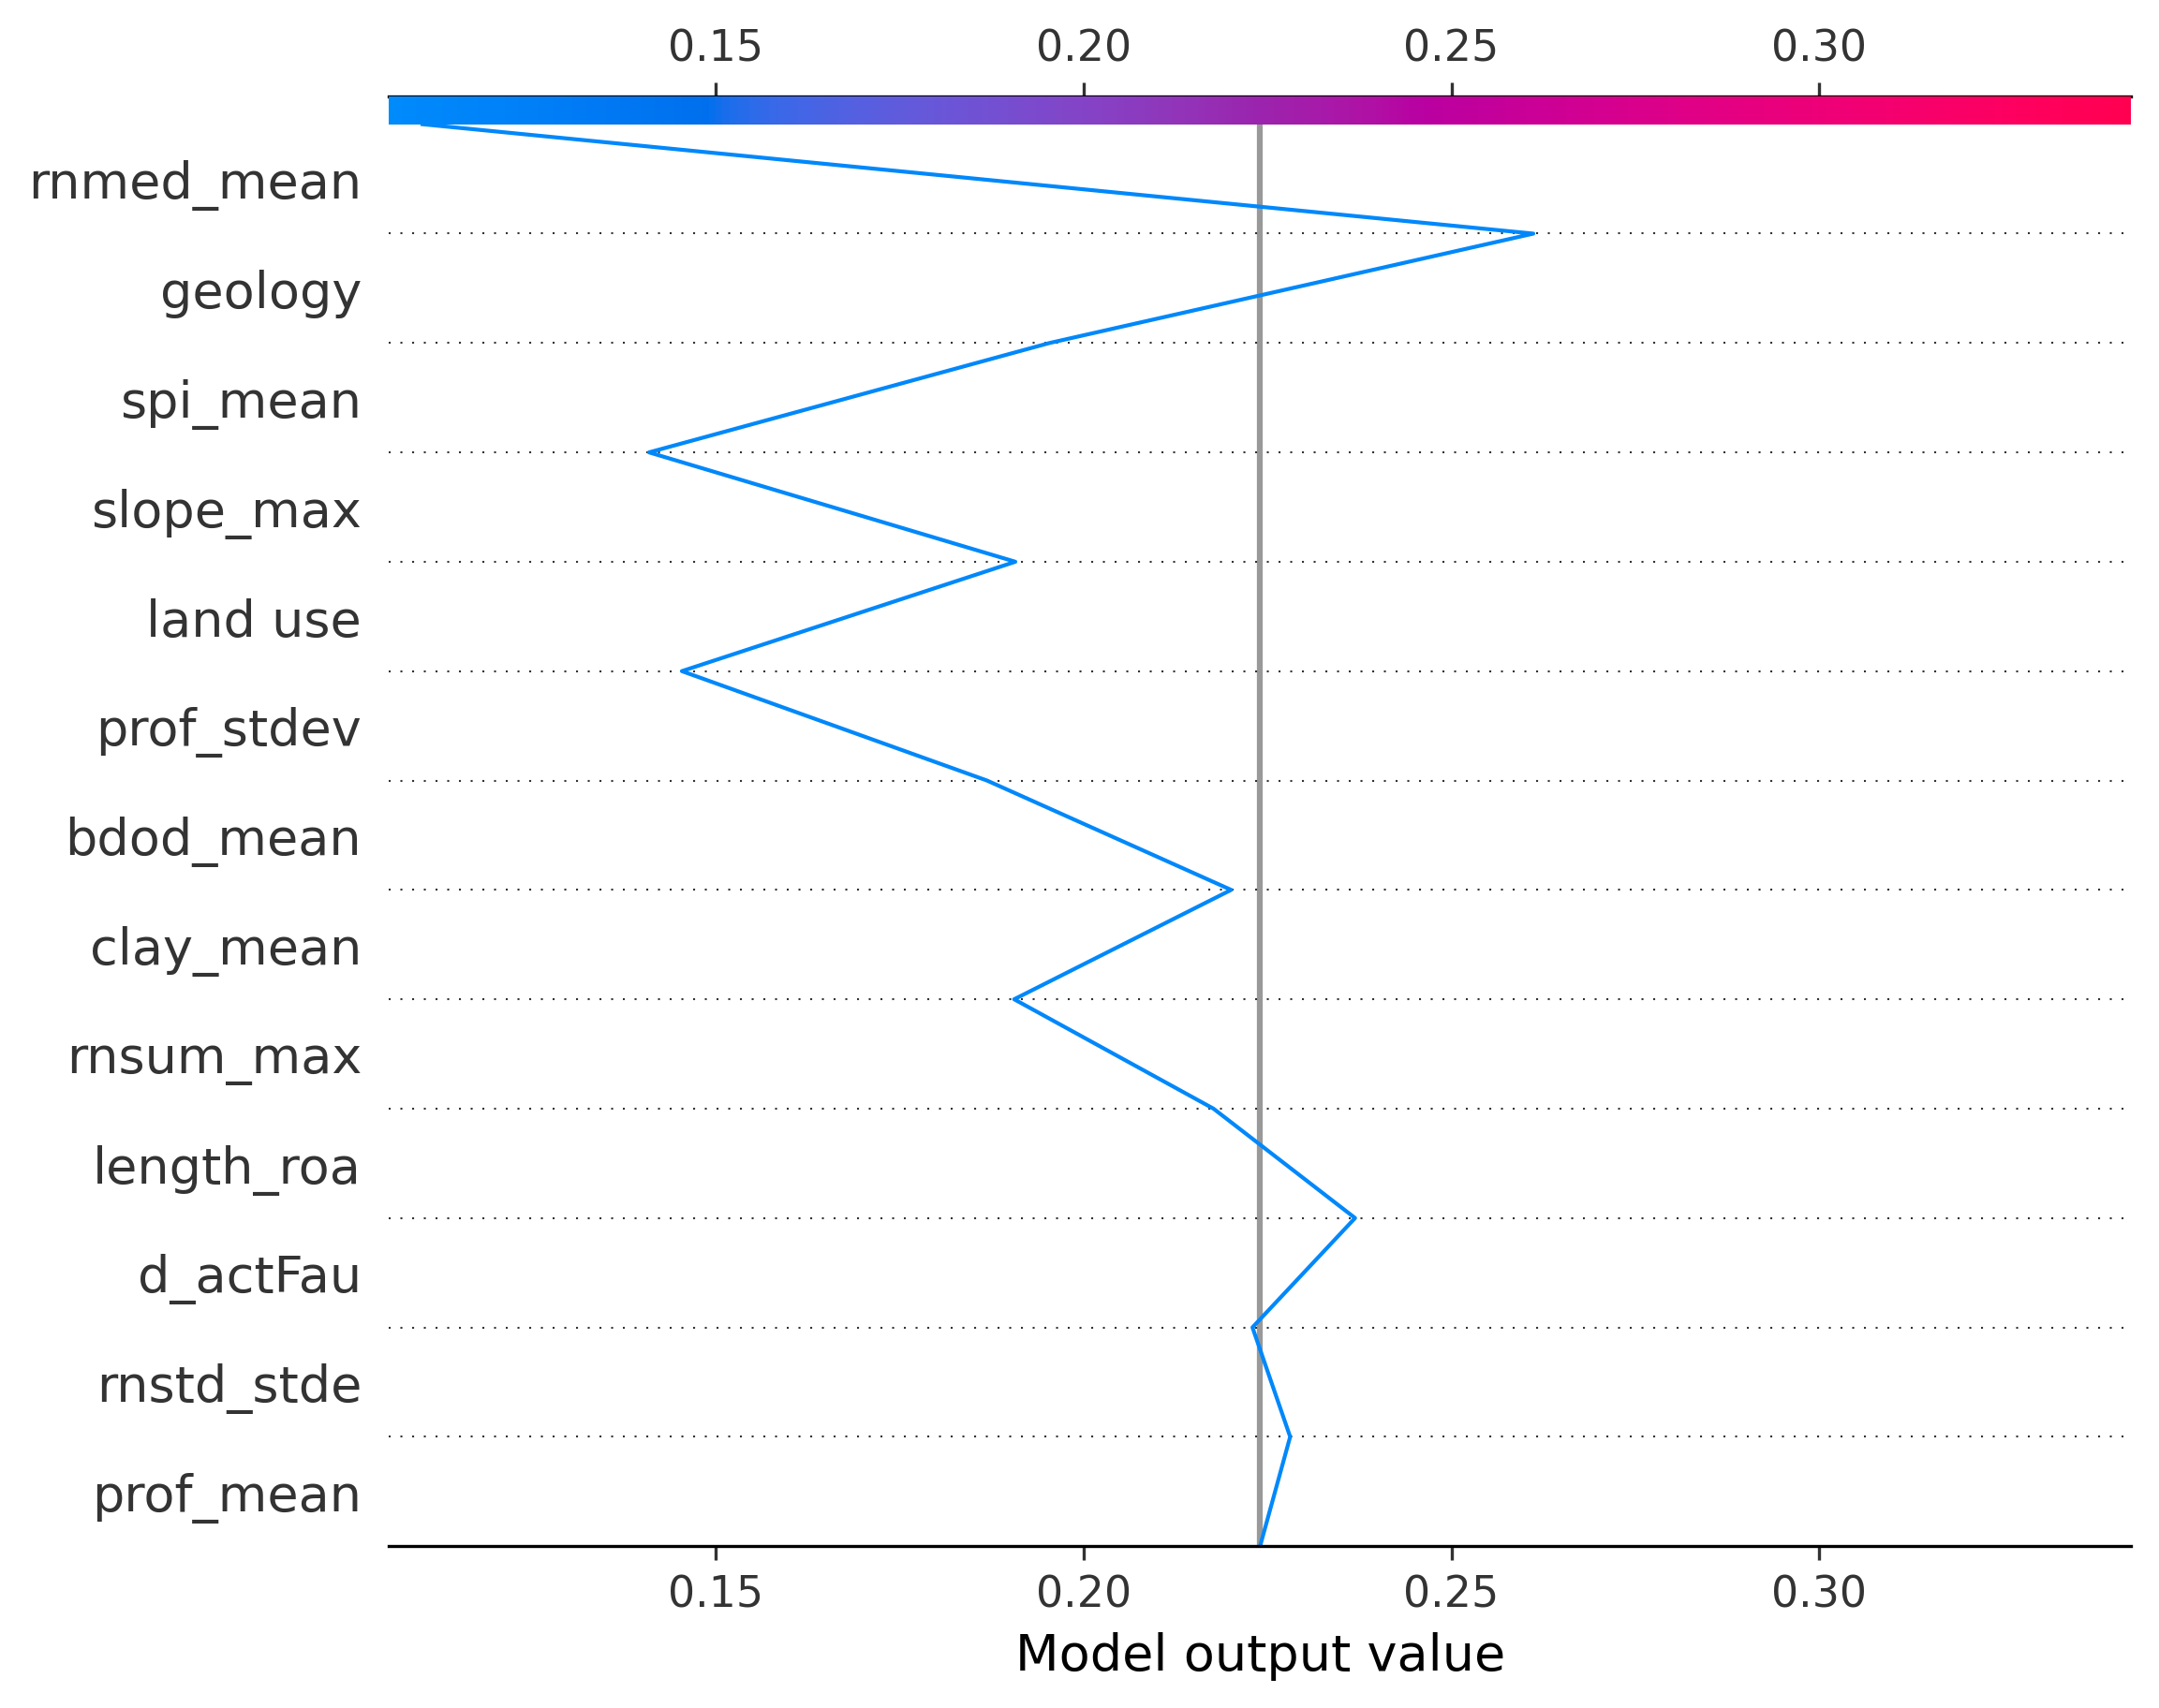 0.15 0.20 0.25 0.30
rnmed_mean
geology
spi_mean
slope_max
land use
prof_stdev
bdod_mean
clay_mean
rnsum_max
length_roa
d_actFau
rnstd_stde
prof_mean
0.15 0.20 0.25 0.30
Model output value